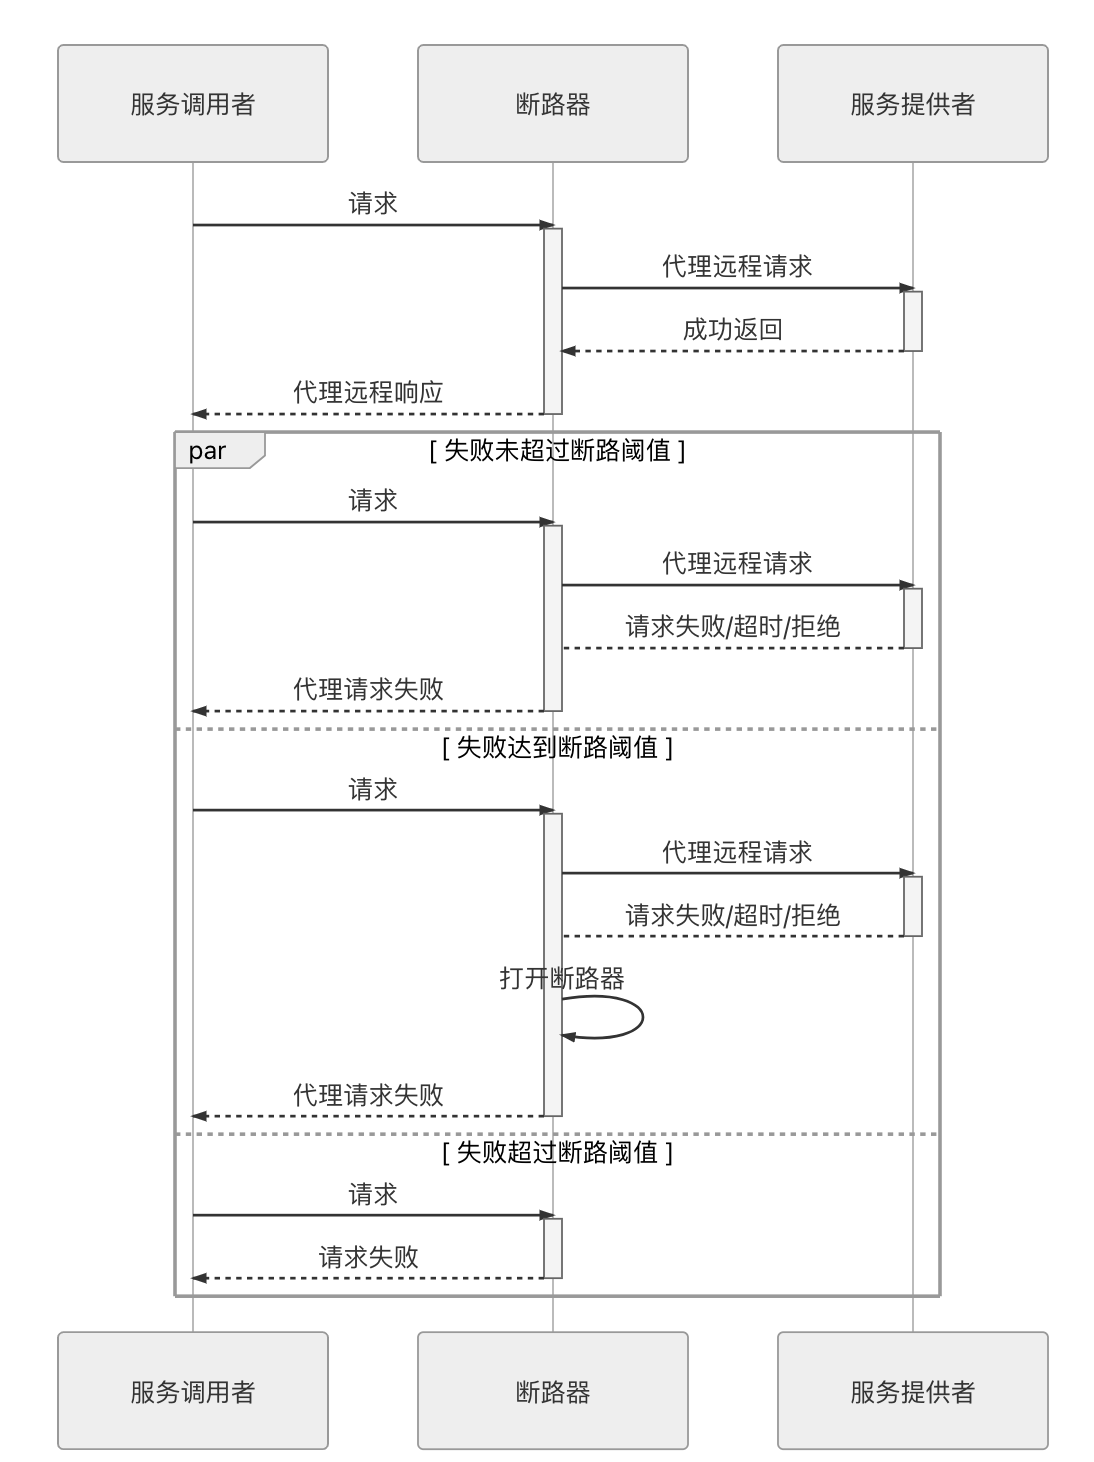 服务调用者
断路器
服务提供者
请求
代理远程请求
成功返回
代理远程响应
par
[ 失败未超过断路阈值 ]
请求
代理远程请求
请求失败/超时/拒绝
代理请求失败
[ 失败达到断路阈值 ]
请求
代理远程请求
请求失败/超时/拒绝
打开断路器
代理请求失败
[ 失败超过断路阈值 ]
请求
请求失败
服务调用者
断路器
服务提供者